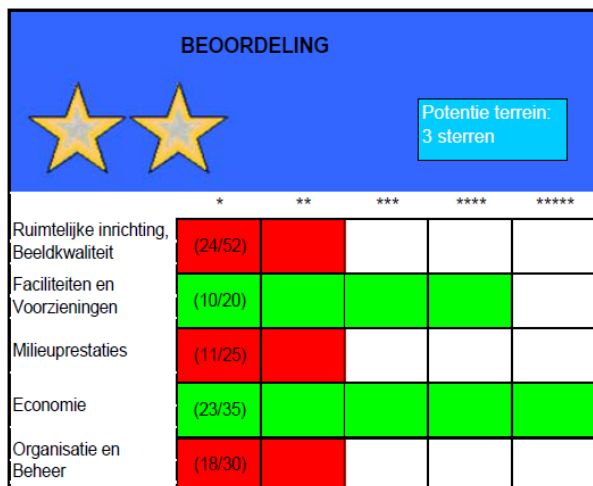 BEOORDELING
Potentie terrein:
3 sterren
* ** *** **** *****
Ruimtelijke inrichting,
Beeldkwaliteit
(24/52)
Faciliteiten en
Voorzieningen
(10/20)
Milieuprestaties
(11/25)
Economie
(23/35)
Organisatie en
Beheer
(18/30)